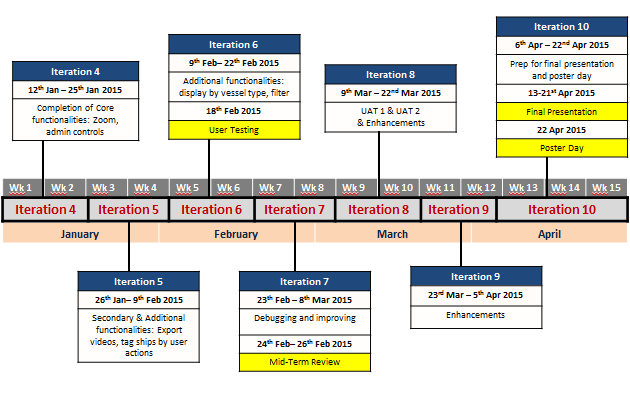 Iteration 4
12th Jan – 25th Jan 2015
Completion of Core
functionalities: Zoom,
admin controls
Iteration 6
9th Feb– 22th Feb 2015
Additional functionalities:
display by vessel type, filter
18th Feb 2015
User Testing
Iteration 8
9th Mar – 22nd Mar 2015
UAT 1 & UAT 2
& Enhancements
Iteration 10
6th Apr – 22nd Apr 2015
Prep for final presentation
and poster day
13-21st Apr 2015
Final Presentation
22 Apr 2015
Poster Day
Wk 1 Wk 2 Wk 3 Wk 4 Wk 5 Wk 6 Wk 7 Wk 8 Wk 9 Wk 10 Wk 11 Wk 12 Wk 13 Wk 14 Wk 15
Iteration 4 Iteration 5 Iteration 6 Iteration 7 Iteration 8 Iteration 9 Iteration 10
January February March April
Iteration 5
26th Jan– 9th Feb 2015
Secondary & Additional
functionalities: Export
videos, tag ships by user
actions
Iteration 7
23th Feb – 8th Mar 2015
Debugging and improving
24th Feb– 26th Feb 2015
Mid-Term Review
Iteration 9
23rd Mar – 5th Apr 2015
Enhancements